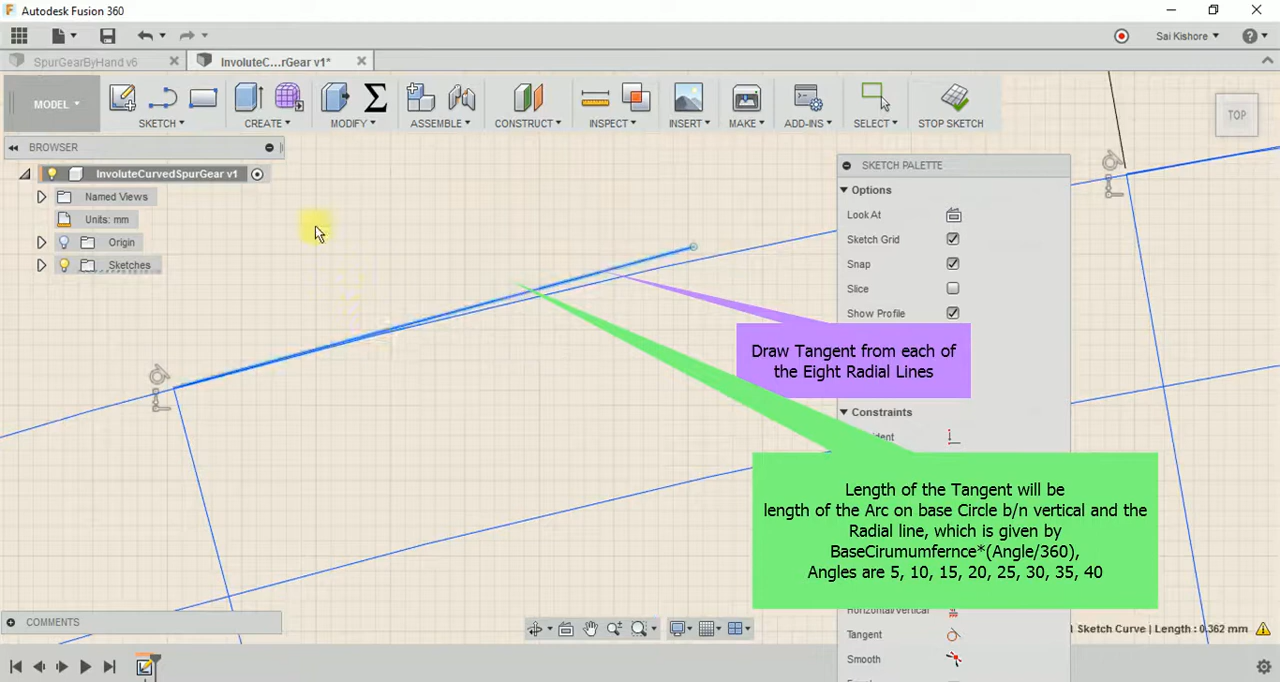 Autodesk Fusion 360
Sai Kishore
SpurGearByHand v6
InvoluteC...rGear v1*
MODEL
SKETCH
CREATE
MODIFY
ASSEMBLE
CONSTRUCT
INSPECT
INSERT
MAKE
ADD-INS
SELECT
STOP SKETCH
TOP
BROWSER
InvoluteCurvedSpurGear v1
Named Views
Units: mm
Origin
Sketches
SKETCH PALETTE
Options
Look At
Sketch Grid
Snap
Slice
Show Profile
Draw Tangent from each of
the Eight Radial Lines
Constraints
Length of the Tangent will be
length of the Arc on base Circle b/n vertical and the
Radial line, which is given by
BaseCirumumfernce*(Angle/360),
Angles are 5, 10, 15, 20, 25, 30, 35, 40
Horizontal/Vertical
Tangent
Smooth
COMMENTS
1 Sketch Curve | Length : 0.362 mm